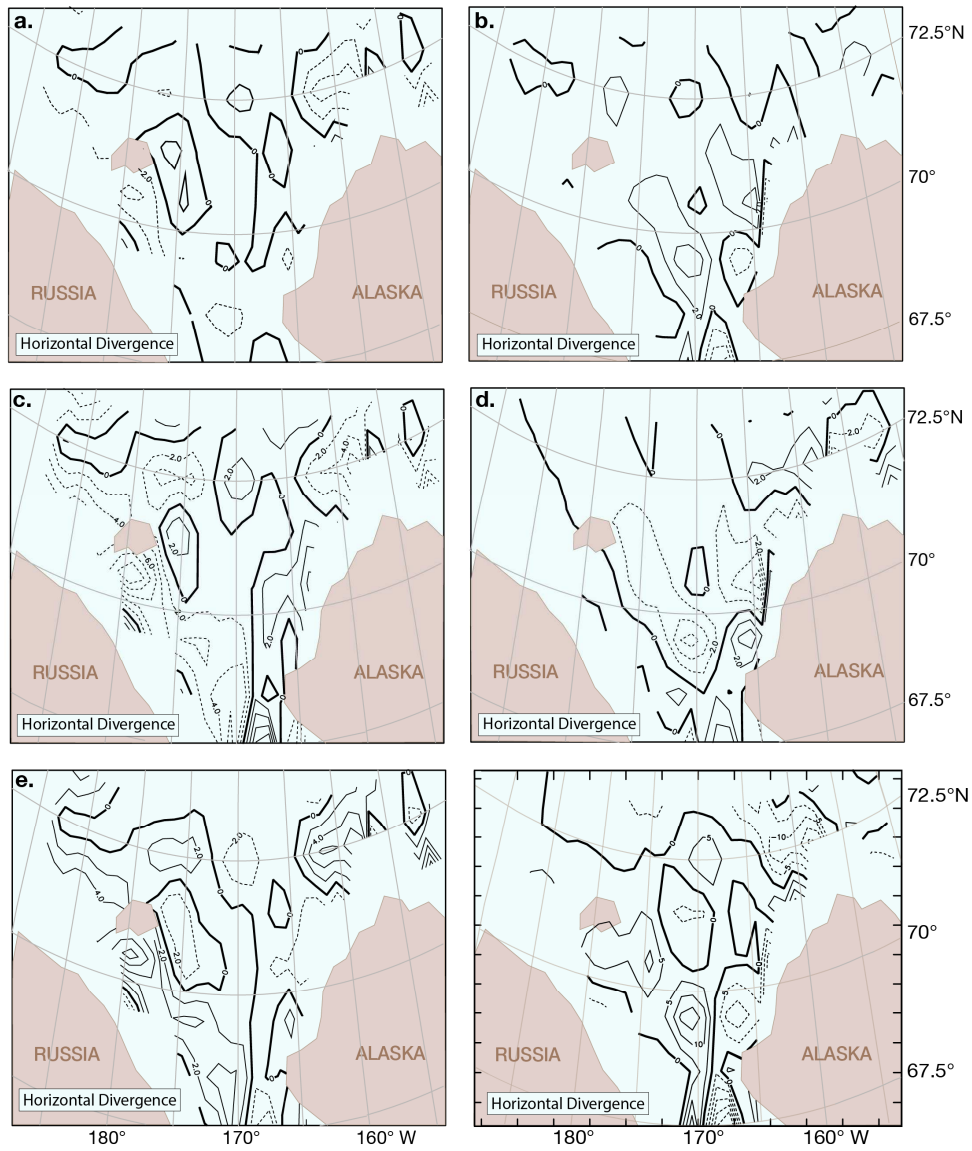 a.
b.
72.5°N
70°
67.5°
RUSSIA
ALASKA
RUSSIA
ALASKA
Horizontal Divergence
Horizontal Divergence
c.
d.
72.5°N
70°
67.5°
RUSSIA
ALASKA
RUSSIA
ALASKA
Horizontal Divergence
Horizontal Divergence
e.
72.5°N
70°
67.5°
RUSSIA
ALASKA
RUSSIA
ALASKA
Horizontal Divergence
Horizontal Divergence
180°
170°
160° W
180°
170°
160° W